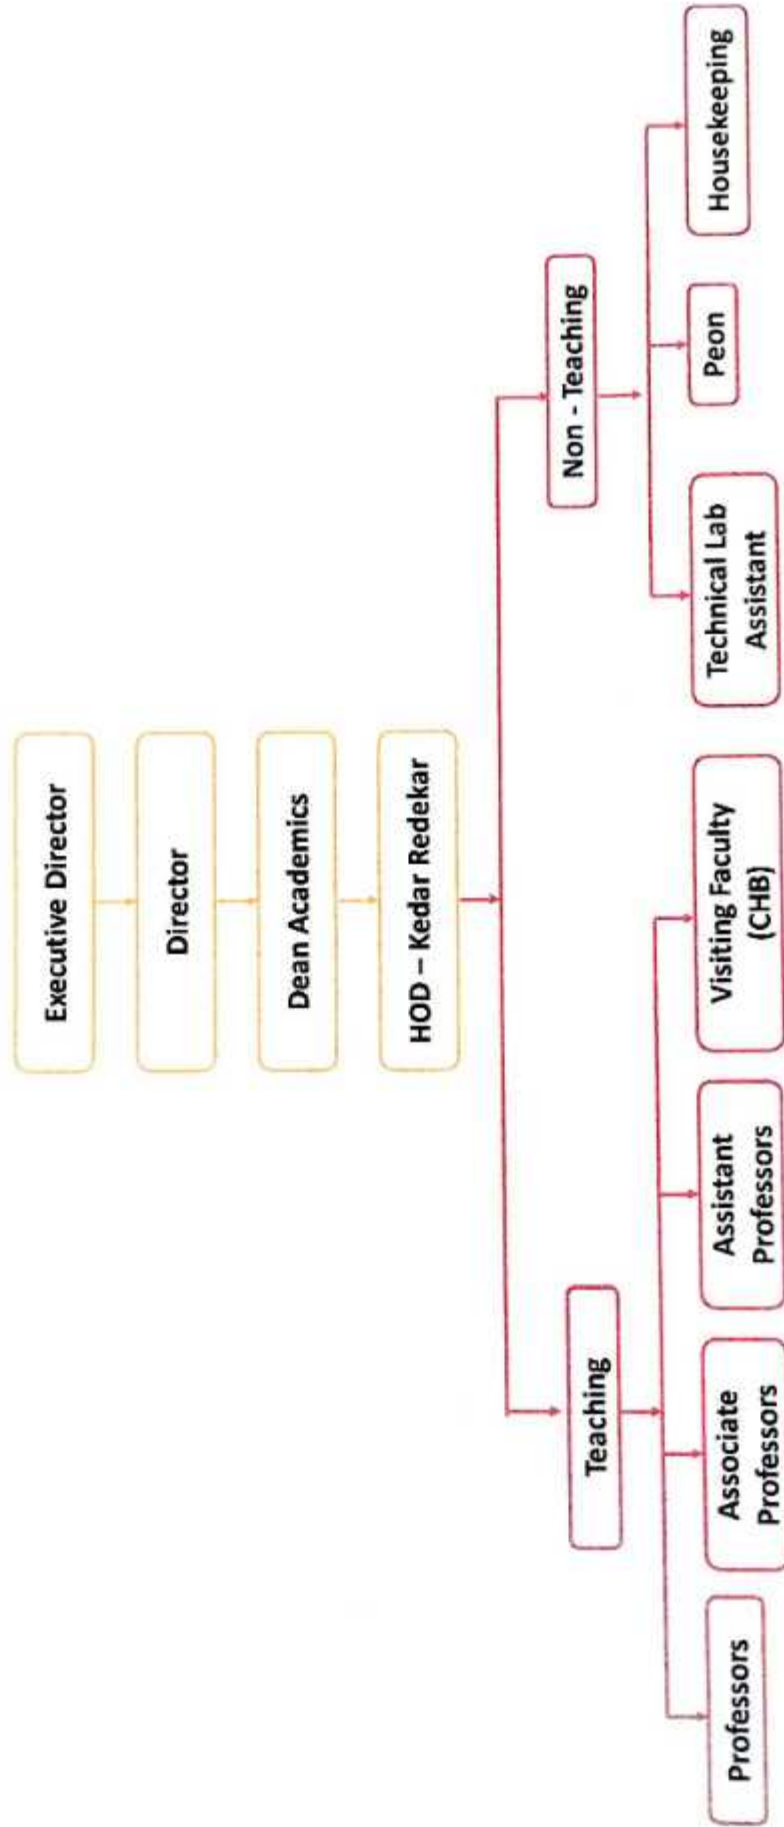 Executive Director
Director
Dean Academics
HOD – Kedar Redekar
Teaching
Non - Teaching
Professors
Associate
Professors
Assistant
Professors
Visiting Faculty
(CHB)
Technical Lab
Assistant
Peon
Housekeeping